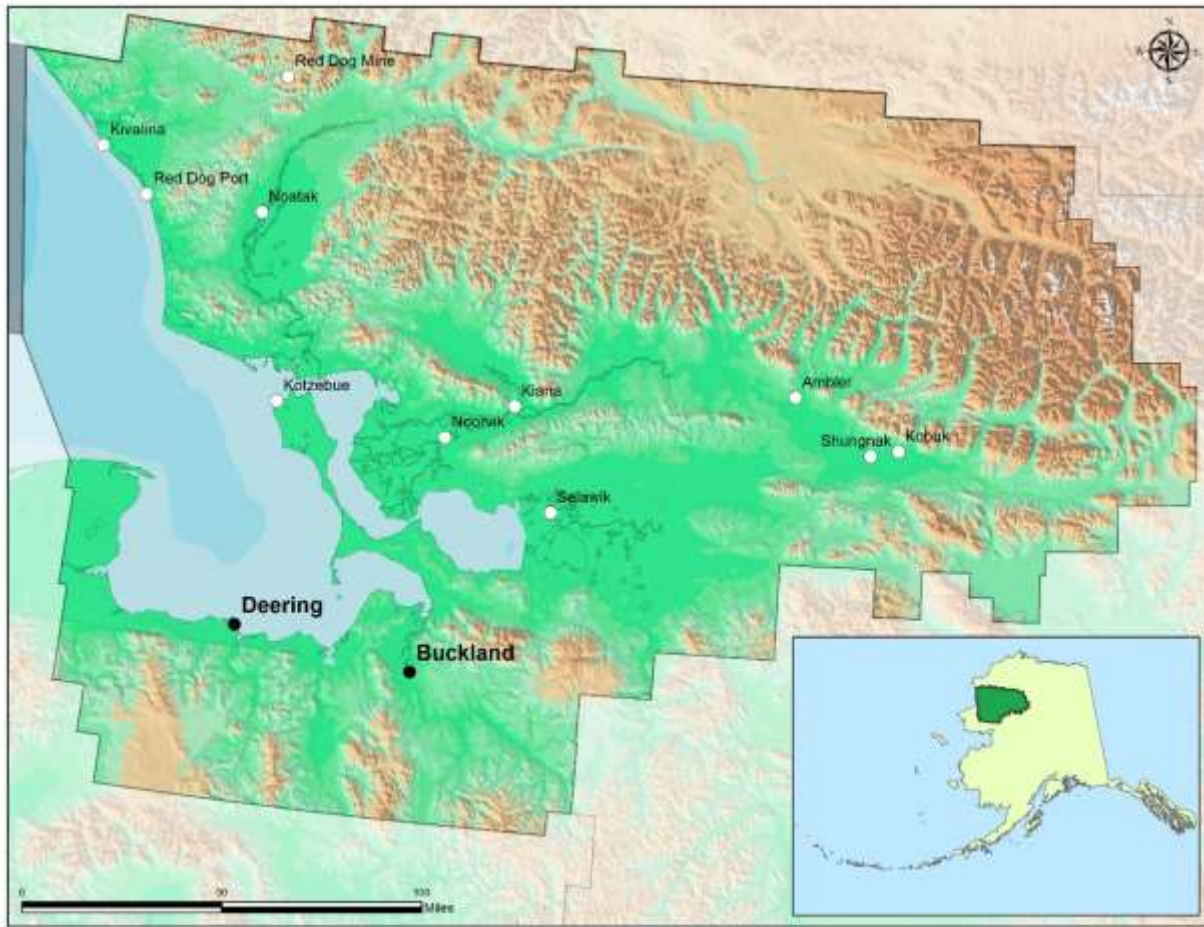 Red Dog Mine
Kivalina
Red Dog Port
Noatak
Kotzebue
Kiana
Ambler
Noorvik
Shungnak
Kobuk
Selawik
Deering
Buckland
0
50
100
Miles